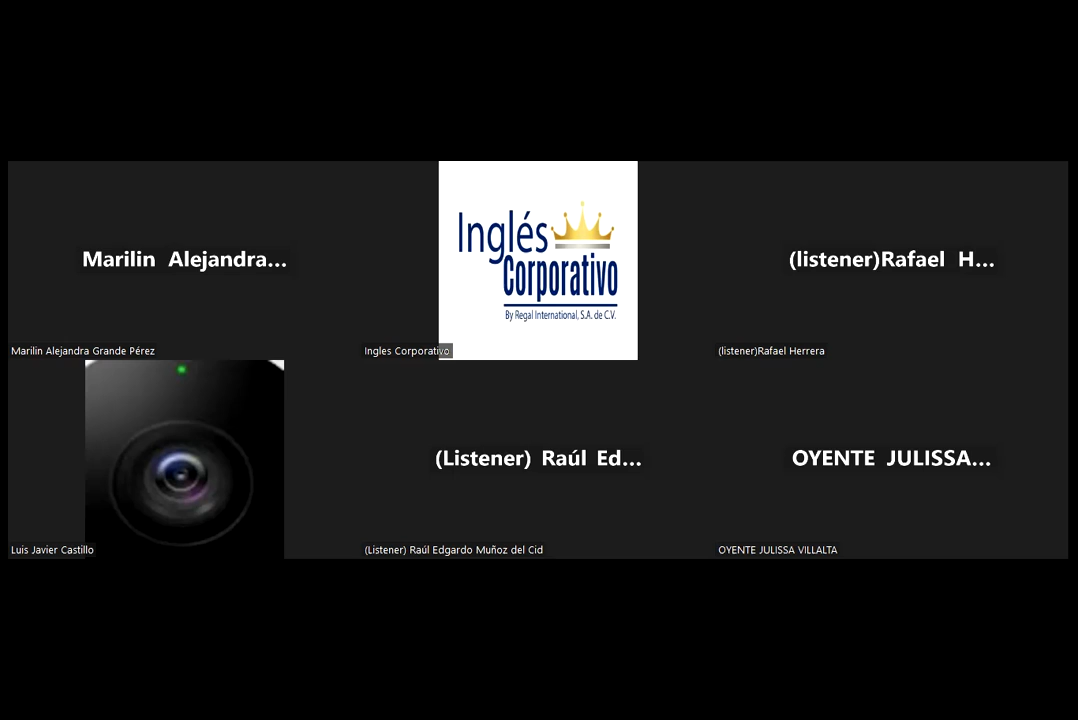 Marilin Alejandra...
Marilin Alejandra Grande Pérez
Inglés
Corporativo
By Regal International, S.A. de C.V.
Ingles Corporativo
(listener)Rafael H...
(listener)Rafael Herrera
Luis Javier Castillo
(Listener) Raúl Ed...
(Listener) Raúl Edgardo Muñoz del Cid
OYENTE JULISSA...
OYENTE JULISSA VILLALTA